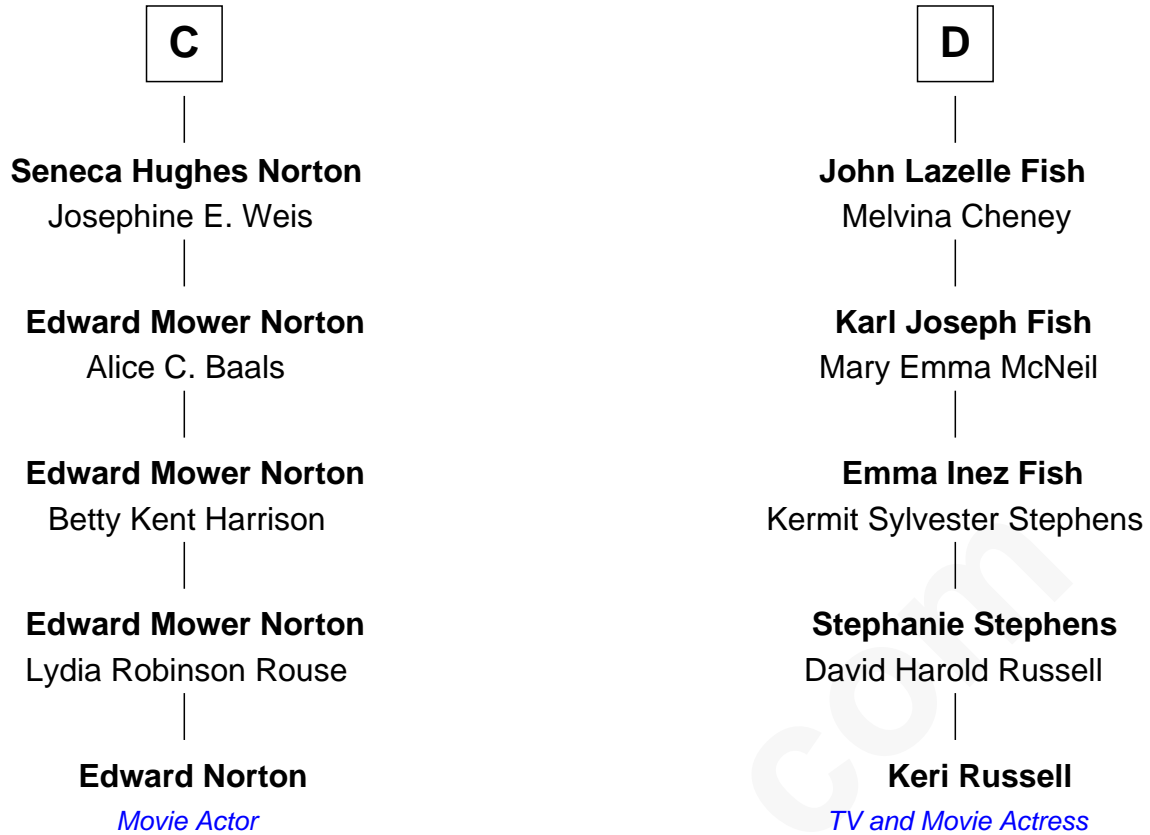 C
Seneca Hughes Norton
Josephine E. Weis
Edward Mower Norton
Alice C. Baals
Edward Mower Norton
Betty Kent Harrison
Edward Mower Norton
Lydia Robinson Rouse
Edward Norton
Movie Actor
D
John Lazelle Fish
Melvina Cheney
Karl Joseph Fish
Mary Emma McNeil
Emma Inez Fish
Kermit Sylvester Stephens
Stephanie Stephens
David Harold Russell
Keri Russell
TV and Movie Actress
com